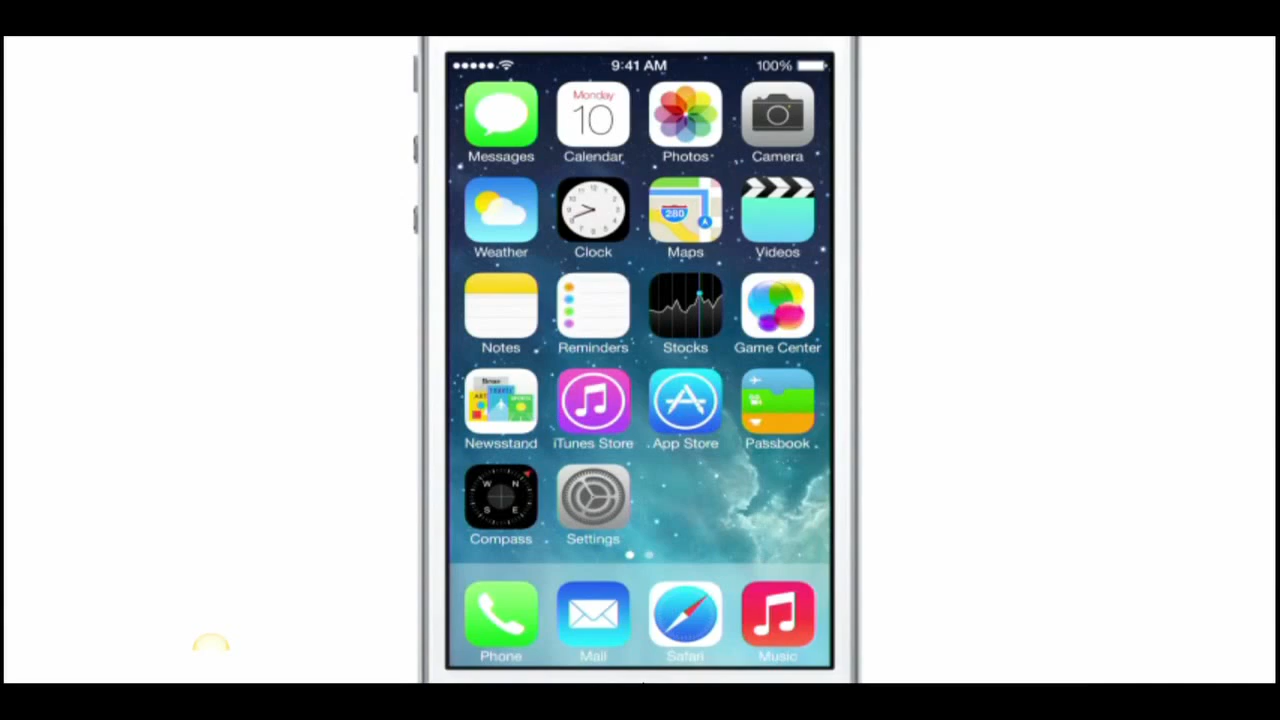 9:41 AM 100%
Monday
10
Messages Calendar Photos Camera
280
Weather Clock Maps Videos
Notes Reminders Stocks Game Center
Newsstand iTunes Store App Store Passbook
W N
S E
Compass Settings
Phone Mail Safari Music